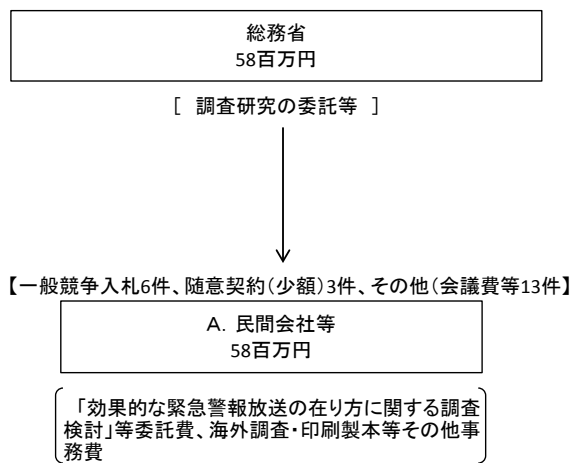 総務省
58百万円
[ 調査研究の委託等 ]
【一般競争入札6件、随意契約(少額)3件、その他(会議費等13件】
A. 民間会社等
58百万円
「効果的な緊急警報放送の在り方に関する調査
検討」等委託費、海外調査・印刷製本等その他事
務費